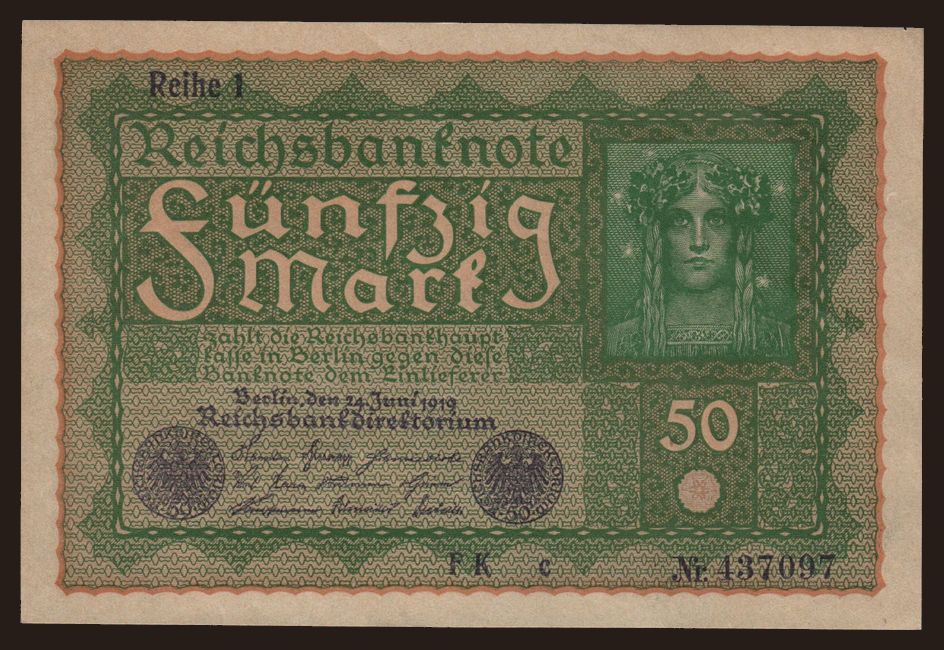 Reihe 1
Reichsbanknote
Fünfzig
Mark
zahlt die Reichsbankhaupt
kasse in Berlin gegen diese
Banknote dem Einlieferer
Berlin, den 24. Juni 1919
Reichsbankdirektorium
50
F K c
Nr. 437097